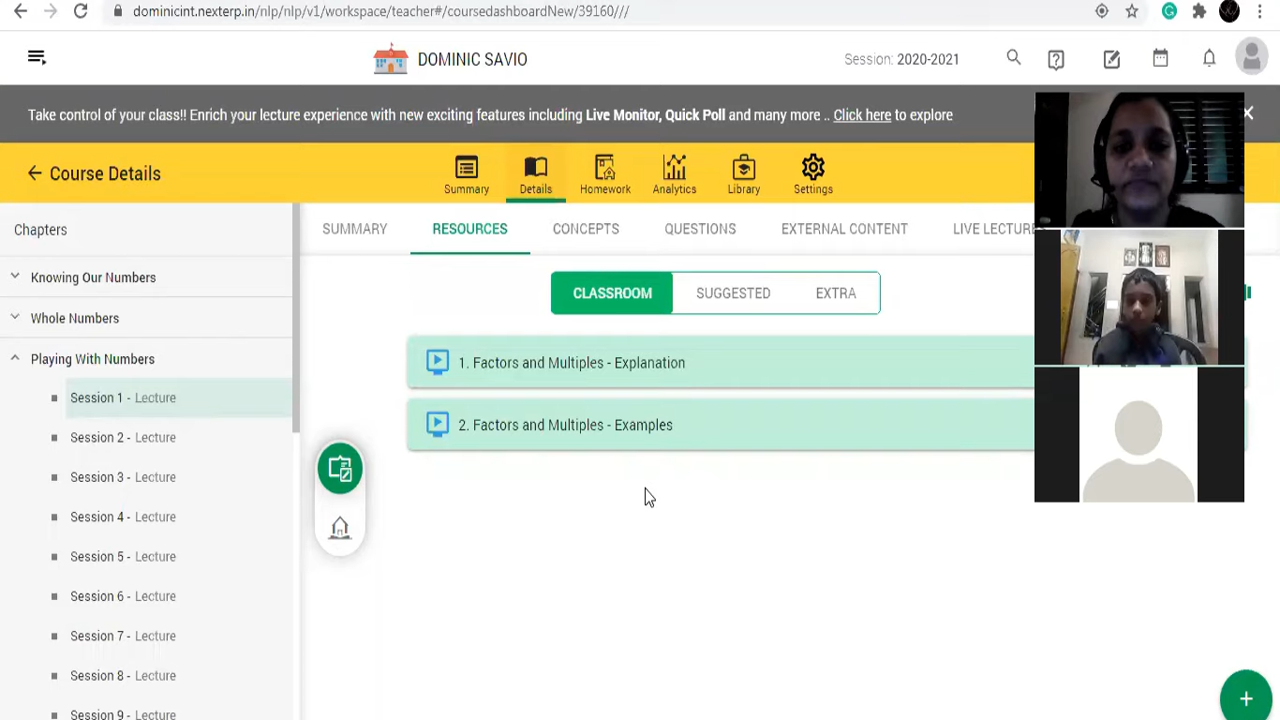 dominicint.nexterp.in/nlp/nlp/v1/workspace/teacher#/coursedashboardNew/39160///
DOMINIC SAVIO
Session: 2020-2021
Take control of your class!! Enrich your lecture experience with new exciting features including Live Monitor, Quick Poll and many more .. Click here to explore
Course Details
Summary
Details
Homework
Analytics
Library
Settings
Chapters
SUMMARY
RESOURCES
CONCEPTS
QUESTIONS
EXTERNAL CONTENT
LIVE LECTURES
Knowing Our Numbers
CLASSROOM
SUGGESTED
EXTRA
Whole Numbers
Playing With Numbers
1. Factors and Multiples - Explanation
Session 1 - Lecture
2. Factors and Multiples - Examples
Session 2 - Lecture
Session 3 - Lecture
Session 4 - Lecture
Session 5 - Lecture
Session 6 - Lecture
Session 7 - Lecture
Session 8 - Lecture
Session 9 - Lecture